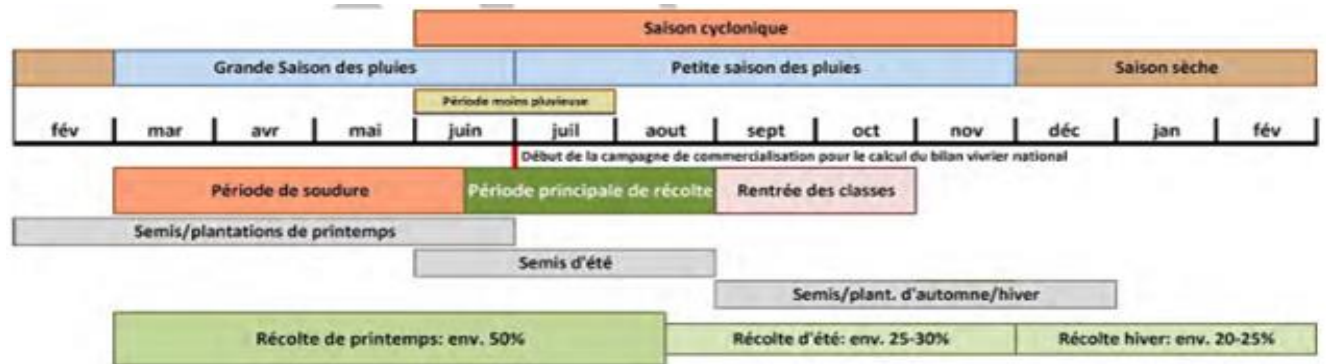 Saison cyclonique
Grande Saison des pluies Petite saison des pluies Saison sèche
Période moins pluvieuse
fév mar avr mai juin juil aout sept oct nov déc jan fév
Début de la campagne de commercialisation pour le calcul du bilan vivrier national
Période de soudure Période principale de récolte Rentrée des classes
Semis/plantations de printemps
Semis d'été
Semis/plant. d'automne/hiver
Récolte de printemps: env. 50% Récolte d'été: env. 25-30% Récolte hiver: env. 20-25%